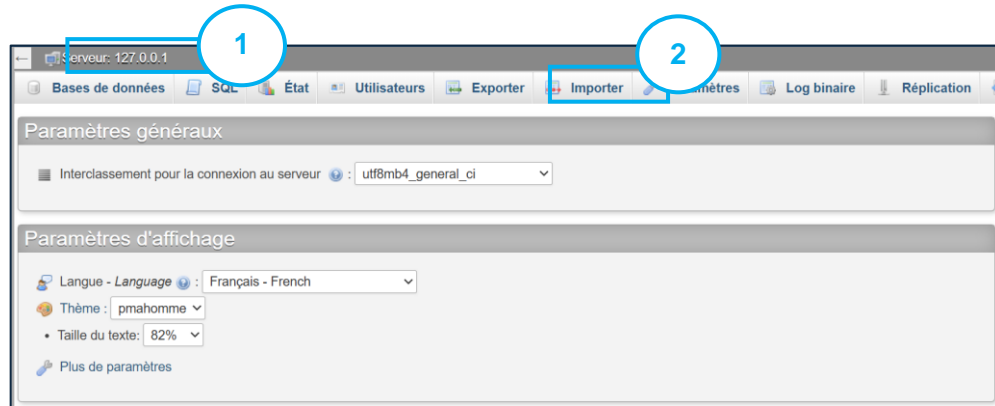 1
2
Serveur: 127.0.0.1
Bases de données SQL État Utilisateurs Exporter Importer Log binaire Réplication
Paramètres généraux
Interclassement pour la connexion au serveur : utf8mb4_general_ci
Paramètres d'affichage
Langue - Language : Français - French
Thème : pmahomme
• Taille du texte: 82%
Plus de paramètres